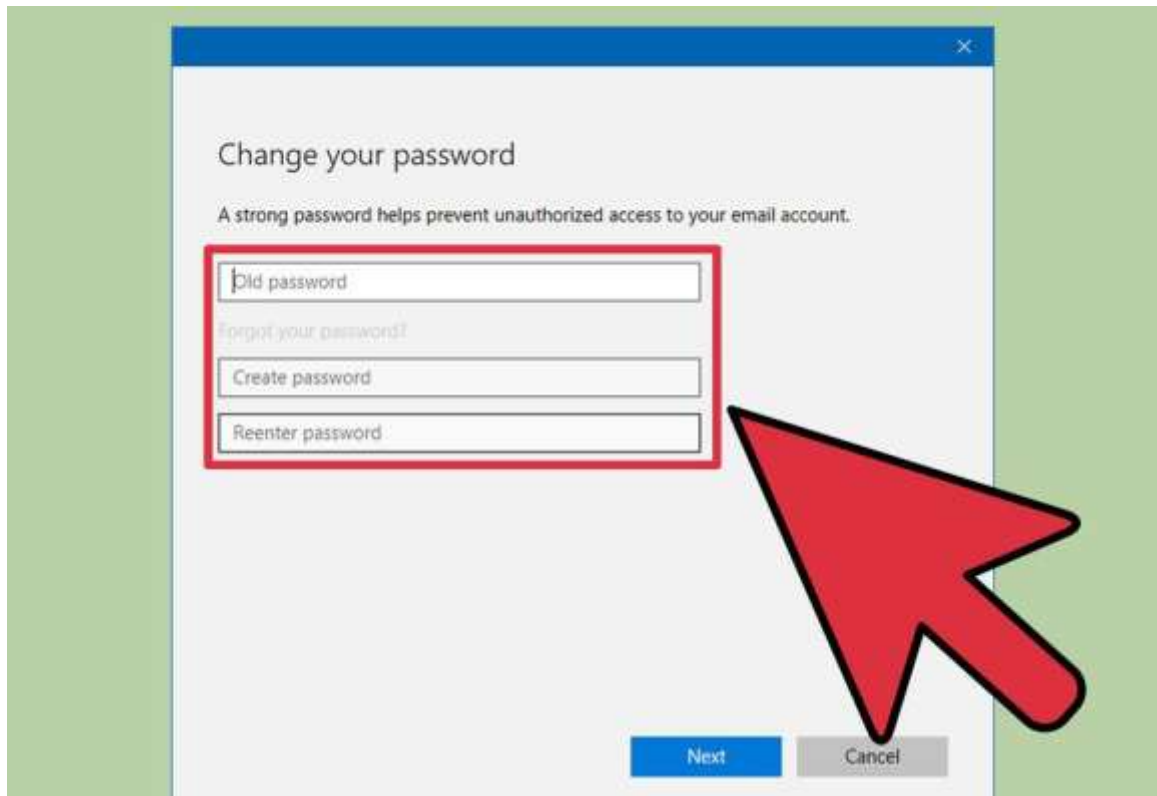 Change your password
A strong password helps prevent unauthorized access to your email account.
Old password
Forgot your password?
Create password
Reenter password
Next
Cancel